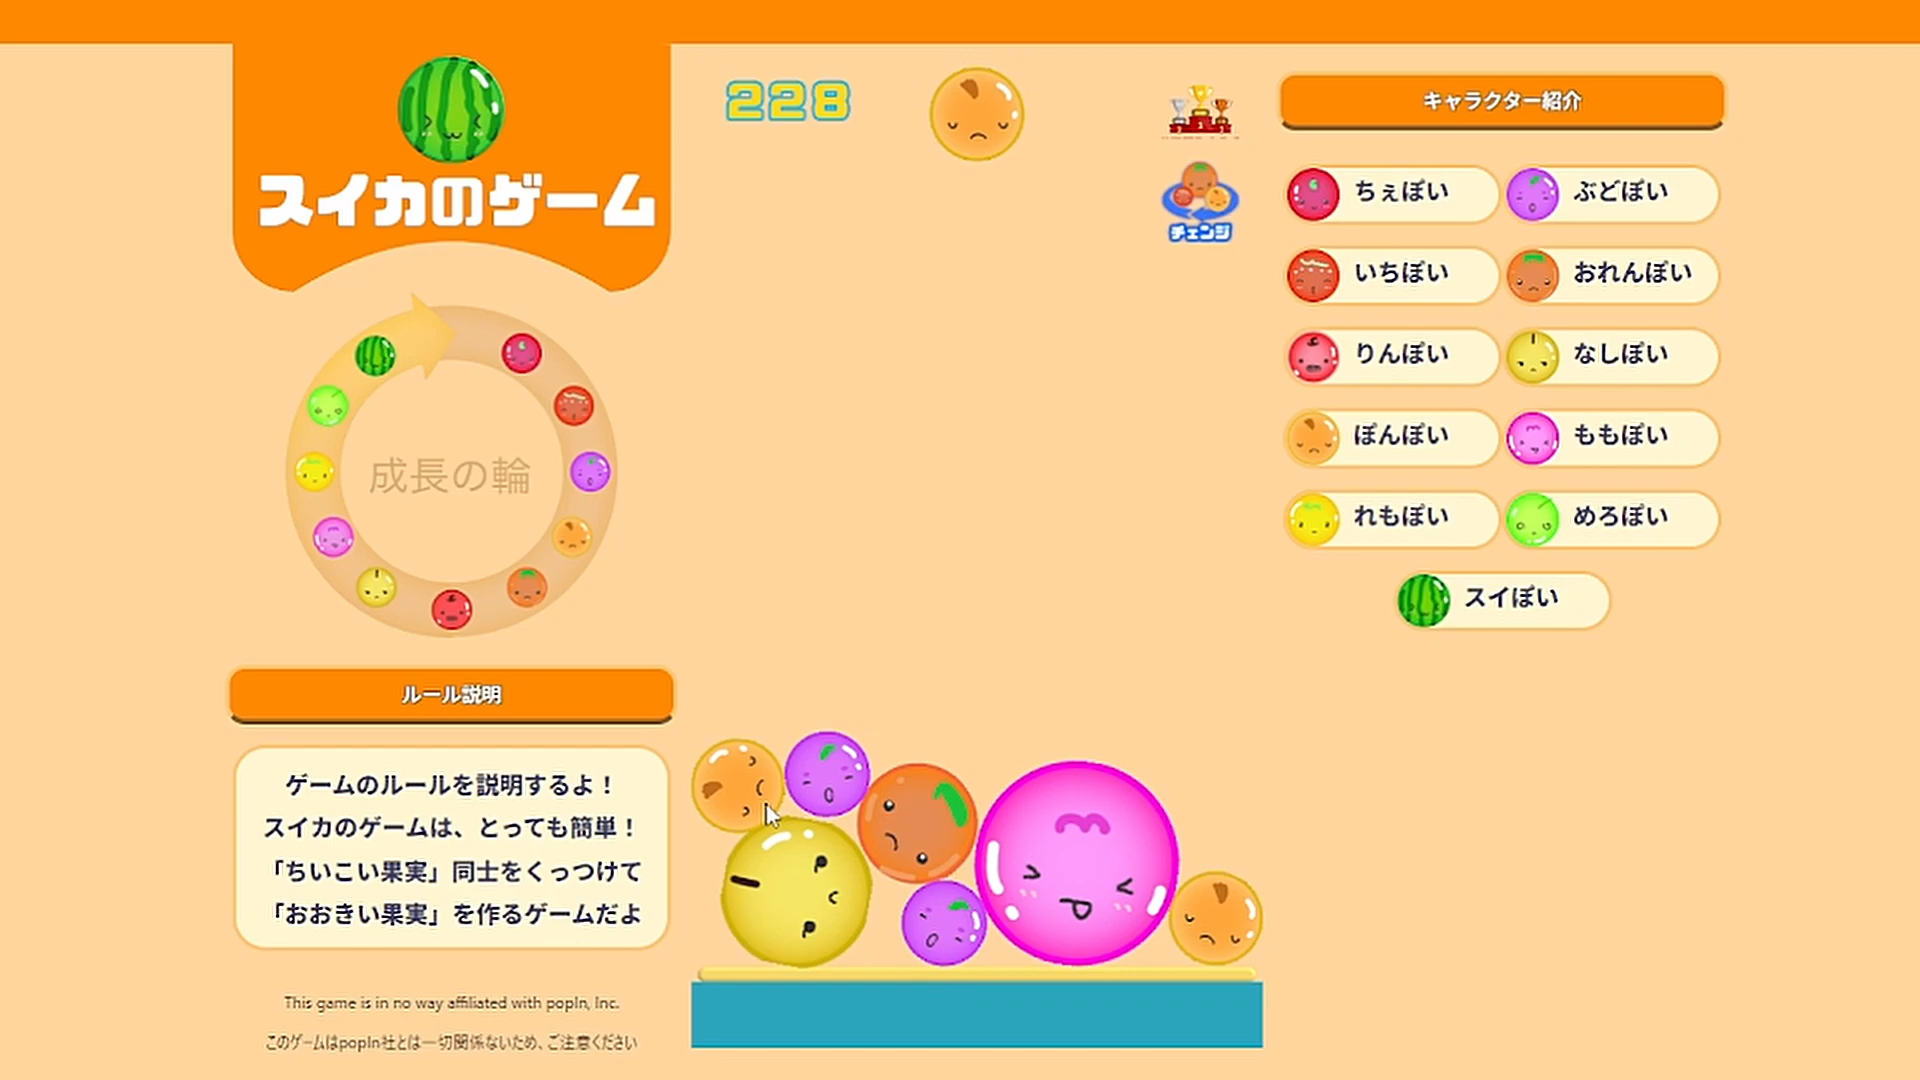 スイカのゲーム
228
チェンジ
キャラクター紹介
ちぇぽい
ぶどぽい
いちぽい
おれんぽい
りんぽい
なしぽい
ぽんぽい
ももぽい
れもぽい
めろぽい
スイぽい
成長の輪
ルール説明
ゲームのルールを説明するよ！
スイカのゲームは、とっても簡単！
「ちいこい果実」同士をくっつけて
「おおきい果実」を作るゲームだよ
This game is in no way affiliated with popIn, Inc.
このゲームはpopIn社とは一切関係ないため、ご注意ください